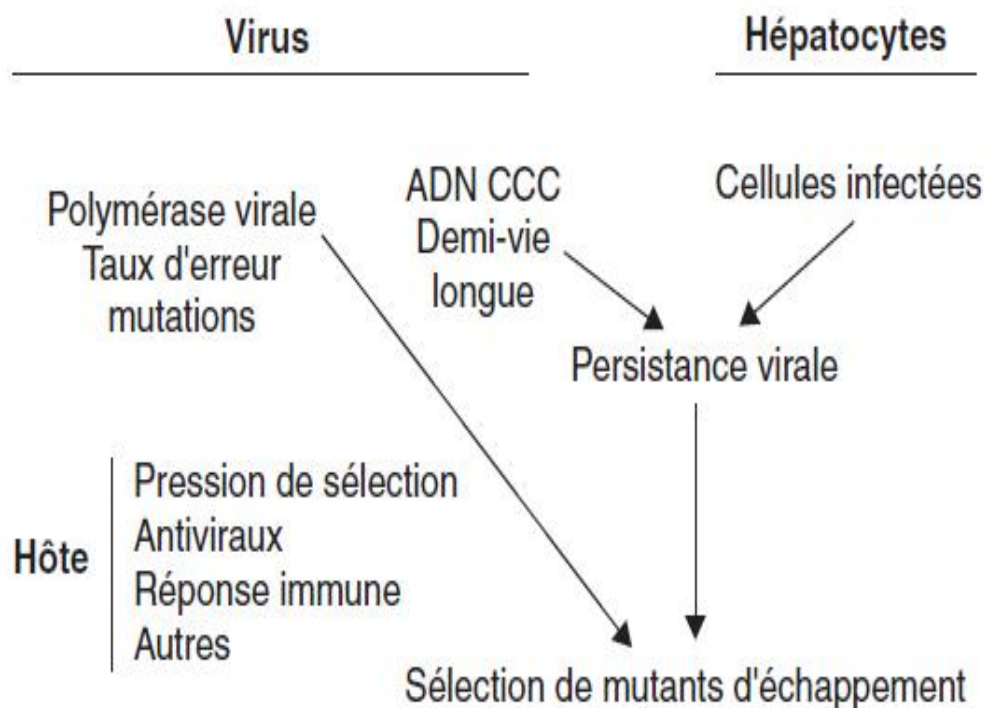 Virus
Hépatocytes
Polymérase virale
Taux d'erreur
mutations
ADN CCC
Demi-vie
longue
Cellules infectées
Persistance virale
Hôte
Pression de sélection
Antiviraux
Réponse immune
Autres
Sélection de mutants d'échappement